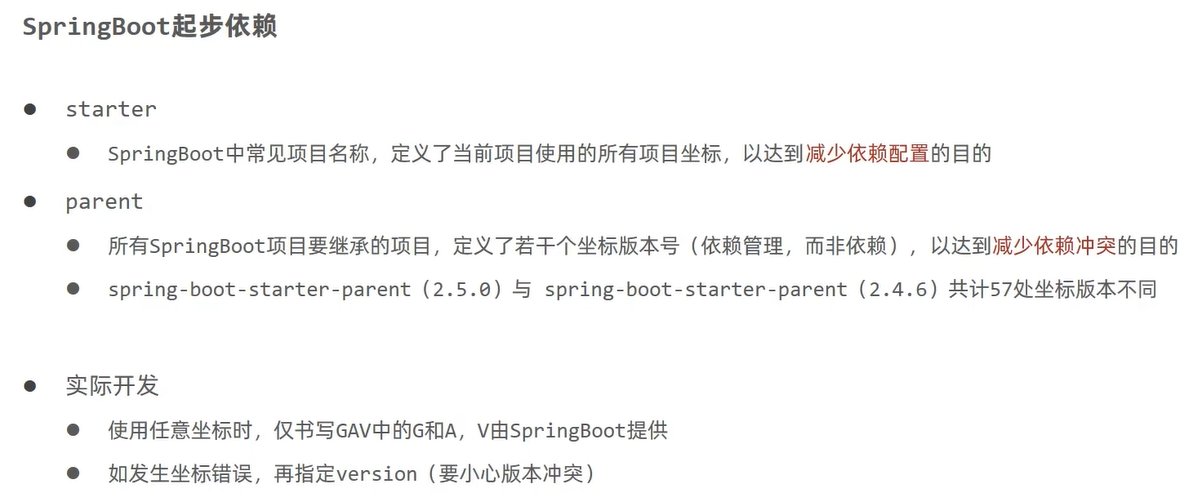 SpringBoot起步依赖
starter
SpringBoot中常见项目名称，定义了当前项目使用的所有项目坐标，以达到减少依赖配置的目的
parent
所有SpringBoot项目要继承的项目，定义了若干个坐标版本号（依赖管理，而非依赖），以达到减少依赖冲突的目的
spring-boot-starter-parent（2.5.0）与 spring-boot-starter-parent（2.4.6）共计57处坐标版本不同
实际开发
使用任意坐标时，仅书写GAV中的G和A，V由SpringBoot提供
如发生坐标错误，再指定version（要小心版本冲突）